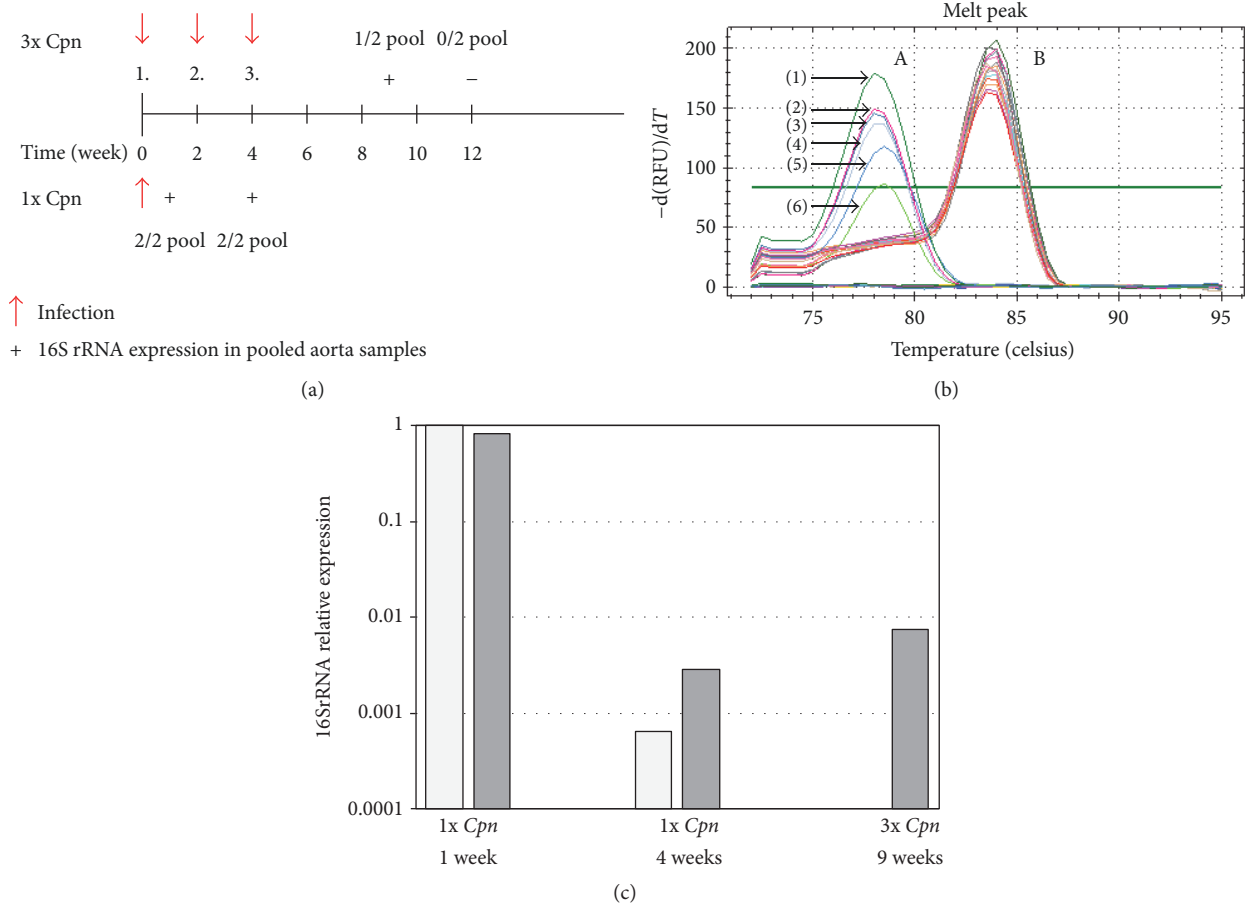 3x Cpn
1/2 pool 0/2 pool
1. 2. 3. + −
Time (week) 0 2 4 6 8 10 12
1x Cpn + +
2/2 pool 2/2 pool
Infection
+ 16S rRNA expression in pooled aorta samples
(a)
Melt peak
A B
(1)
(2)
(3)
(4)
(5)
(6)
200
150
100
50
0
−d(RFU)/dT
75 80 85 90 95
Temperature (celsius)
(b)
1
0.1
0.01
0.001
0.0001
16SrRNA relative expression
1x Cpn 1x Cpn 3x Cpn
1 week 4 weeks 9 weeks
(c)